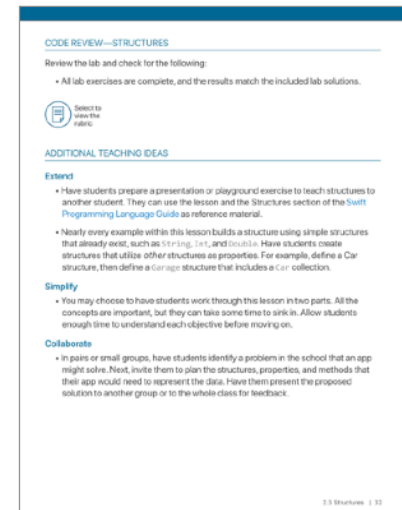 CODE REVIEW—STRUCTURES
Review the lab and check for the following:
• All lab exercises are complete, and the results match the included lab solutions.
Select to
view the
rubric
ADDITIONAL TEACHING IDEAS
Extend
• Have students prepare a presentation or playground exercise to teach structures to
another student. They can use the lesson and the Structures section of the Swift
Programming Language Guide as reference material.
• Nearly every example within this lesson builds a structure using simple structures
that already exist, such as String, Int, and Double. Have students create
structures that utilize other structures as properties. For example, define a Car
structure, then define a Garage structure that includes a Car collection.
Simplify
• You may choose to have students work through this lesson in two parts. All the
concepts are important, but they can take some time to sink in. Allow students
enough time to understand each objective before moving on.
Collaborate
• In pairs or small groups, have students identify a problem in the school that an app
might solve. Next, invite them to plan the structures, properties, and methods that
their app would need to represent the data. Have them present the proposed
solution to another group or to the whole class for feedback.
2.3 Structures | 32